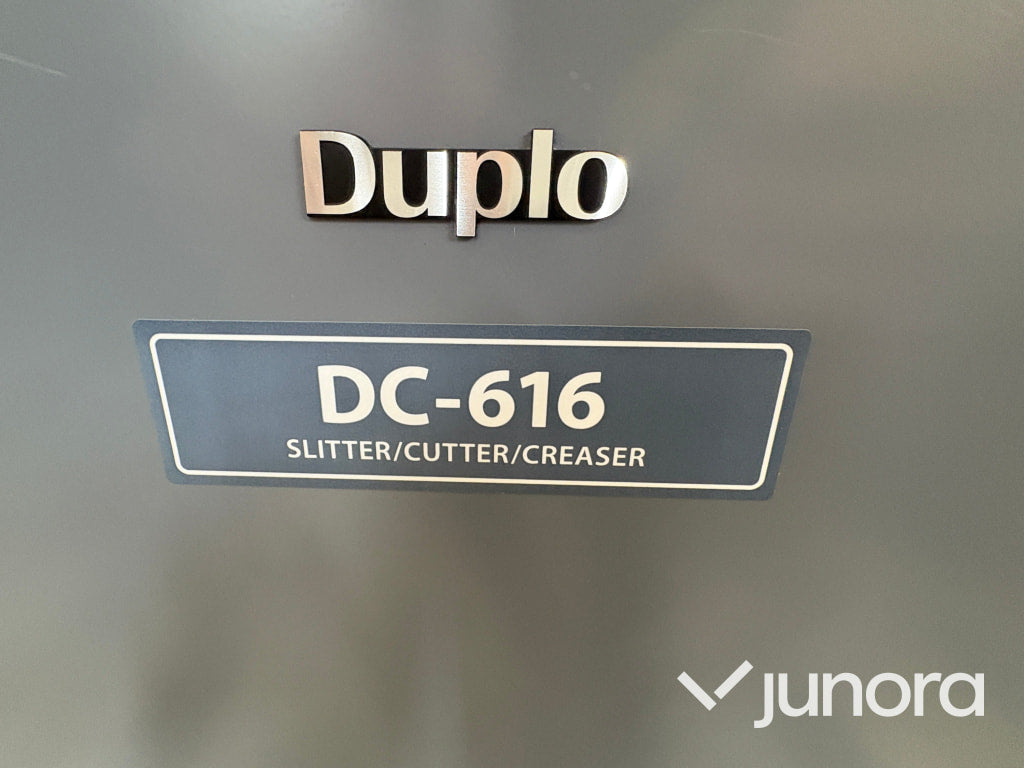 Duplo
DC-616
SLITTER/CUTTER/CREASER
junora